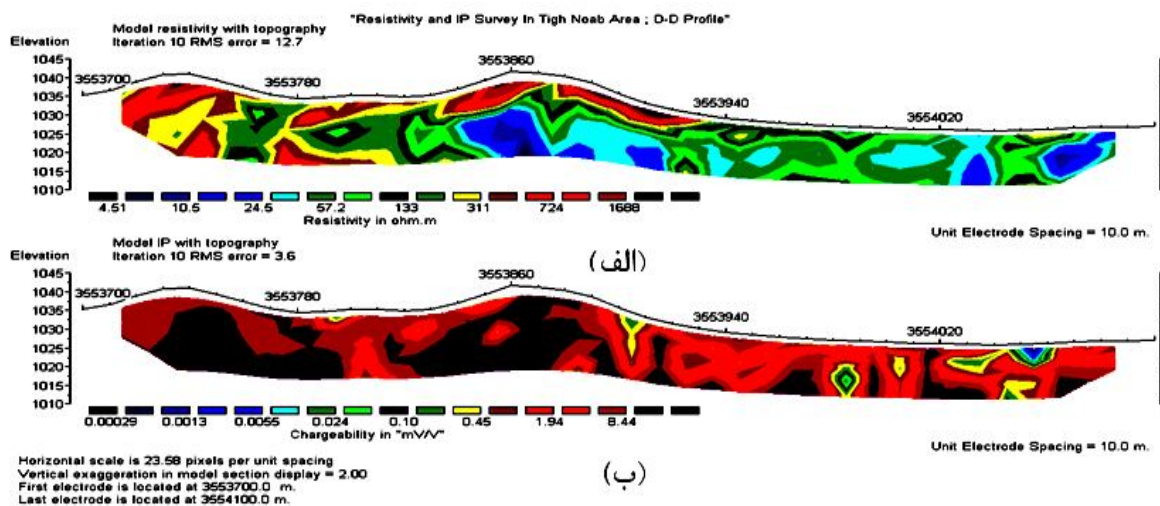 "Resistivity and IP Survey In Tigh Noab Area ; D-D Profile"
Model resistivity with topography
Iteration 10 RMS error = 12.7
Elevation
3553700 3553780 3553860 3553940 3554020
1045
1040
1035
1030
1025
1020
1015
1010
4.51 10.5 24.5 57.2 133 311 724 1688
Resistivity in ohm.m
Unit Electrode Spacing = 10.0 m.
(الف)
Model IP with topography
Iteration 10 RMS error = 3.6
Elevation
3553700 3553780 3553860 3553940 3554020
1045
1040
1035
1030
1025
1020
1015
1010
0.00029 0.0013 0.0055 0.024 0.10 0.45 1.94 8.44
Chargeability in "mV/V"
Unit Electrode Spacing = 10.0 m.
(ب)
Horizontal scale is 23.58 pixels per unit spacing
Vertical exaggeration in model section display = 2.00
First electrode is located at 3553700.0 m.
Last electrode is located at 3554100.0 m.